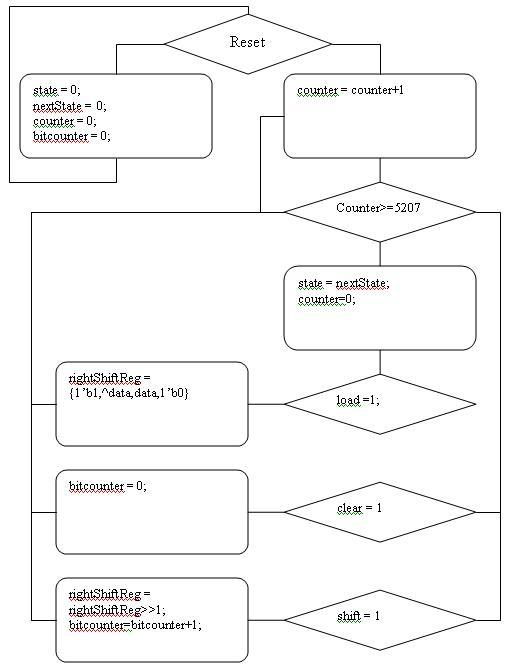 Reset
state = 0;
nextState = 0;
counter = 0;
bitcounter = 0;
counter = counter+1
Counter>=5207
state = nextState;
counter=0;
rightShiftReg =
{1’b1,^data,data,1’b0}
load =1;
bitcounter = 0;
clear = 1
rightShiftReg =
rightShiftReg>>1;
bitcounter=bitcounter+1;
shift = 1